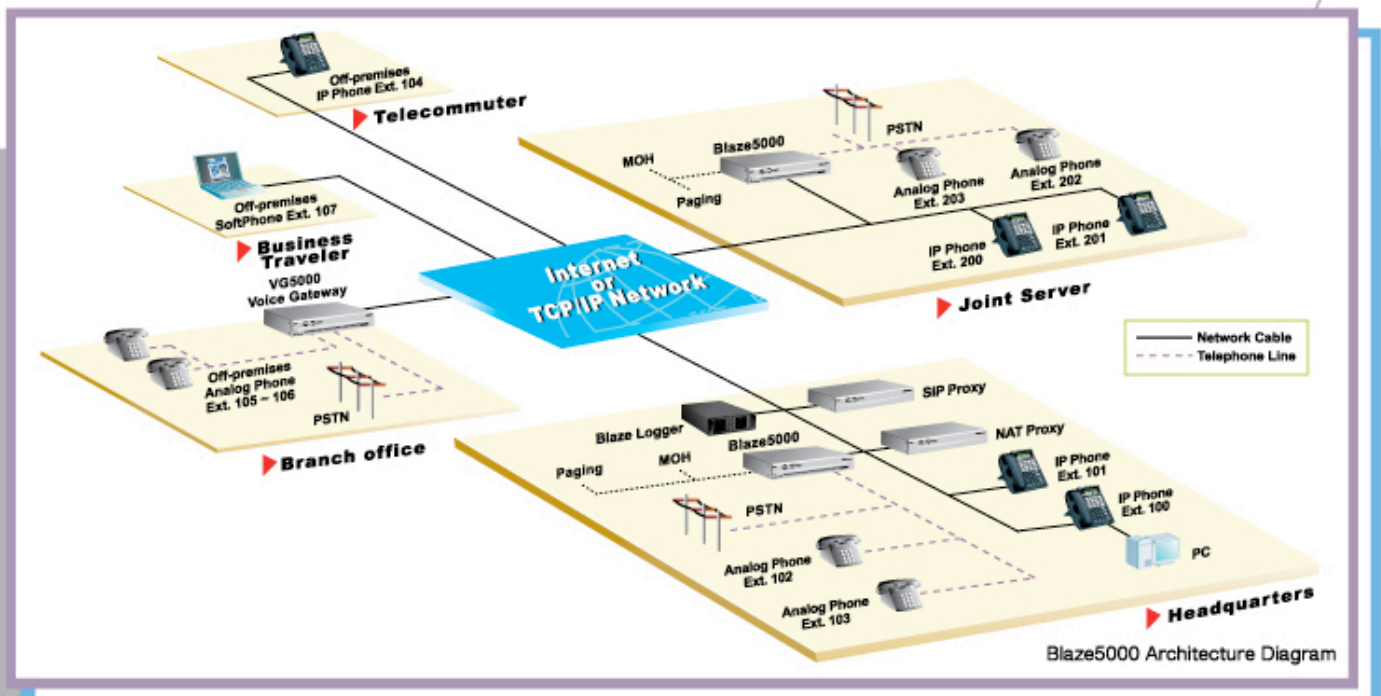 Off-premises
IP Phone Ext. 104
Telecommuter
Off-premises
SoftPhone Ext. 107
Business
Traveler
VG5000
Voice Gateway
Off-premises
Analog Phone
Ext. 105 ~ 106
PSTN
Branch office
Internet
or
TCP/IP Network
PSTN
Blaze5000
MOH
Paging
Analog Phone
Ext. 203
Analog Phone
Ext. 202
IP Phone
Ext. 200
IP Phone
Ext. 201
Joint Server
Network Cable
Telephone Line
SIP Proxy
Blaze Logger
Blaze5000
NAT Proxy
Paging
MOH
PSTN
IP Phone
Ext. 101
IP Phone
Ext. 100
PC
Analog Phone
Ext. 102
Analog Phone
Ext. 103
Headquarters
Blaze5000 Architecture Diagram